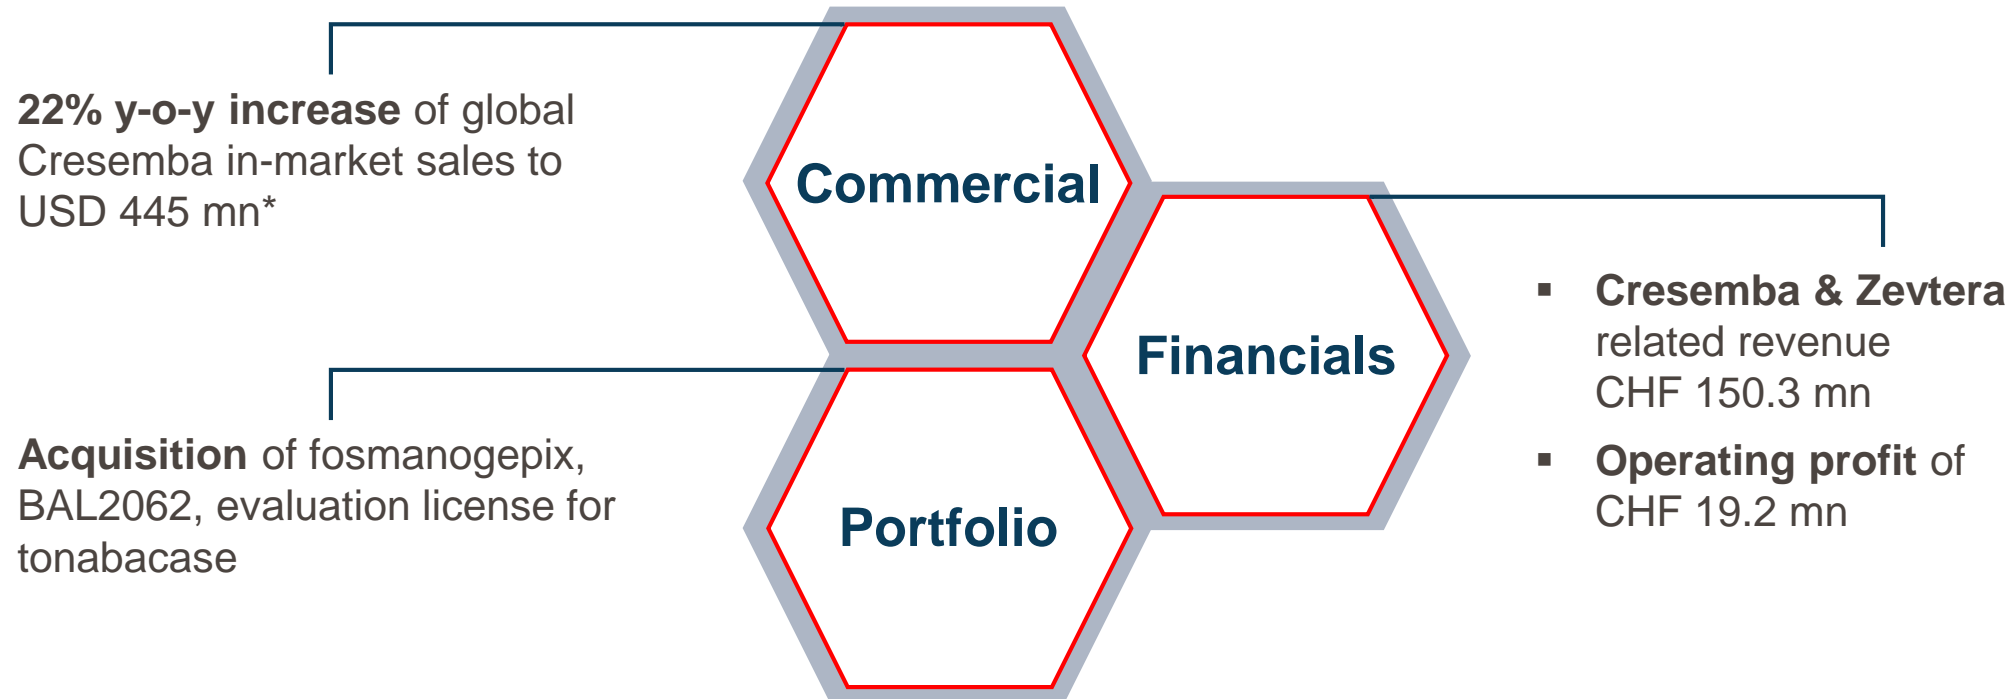 22% y-o-y increase of global
Cresemba in-market sales to
USD 445 mn*
Commercial
Financials
▪ Cresemba & Zevtera
related revenue
CHF 150.3 mn
▪ Operating profit of
CHF 19.2 mn
Acquisition of fosmanogepix,
BAL2062, evaluation license for
tonabacase
Portfolio